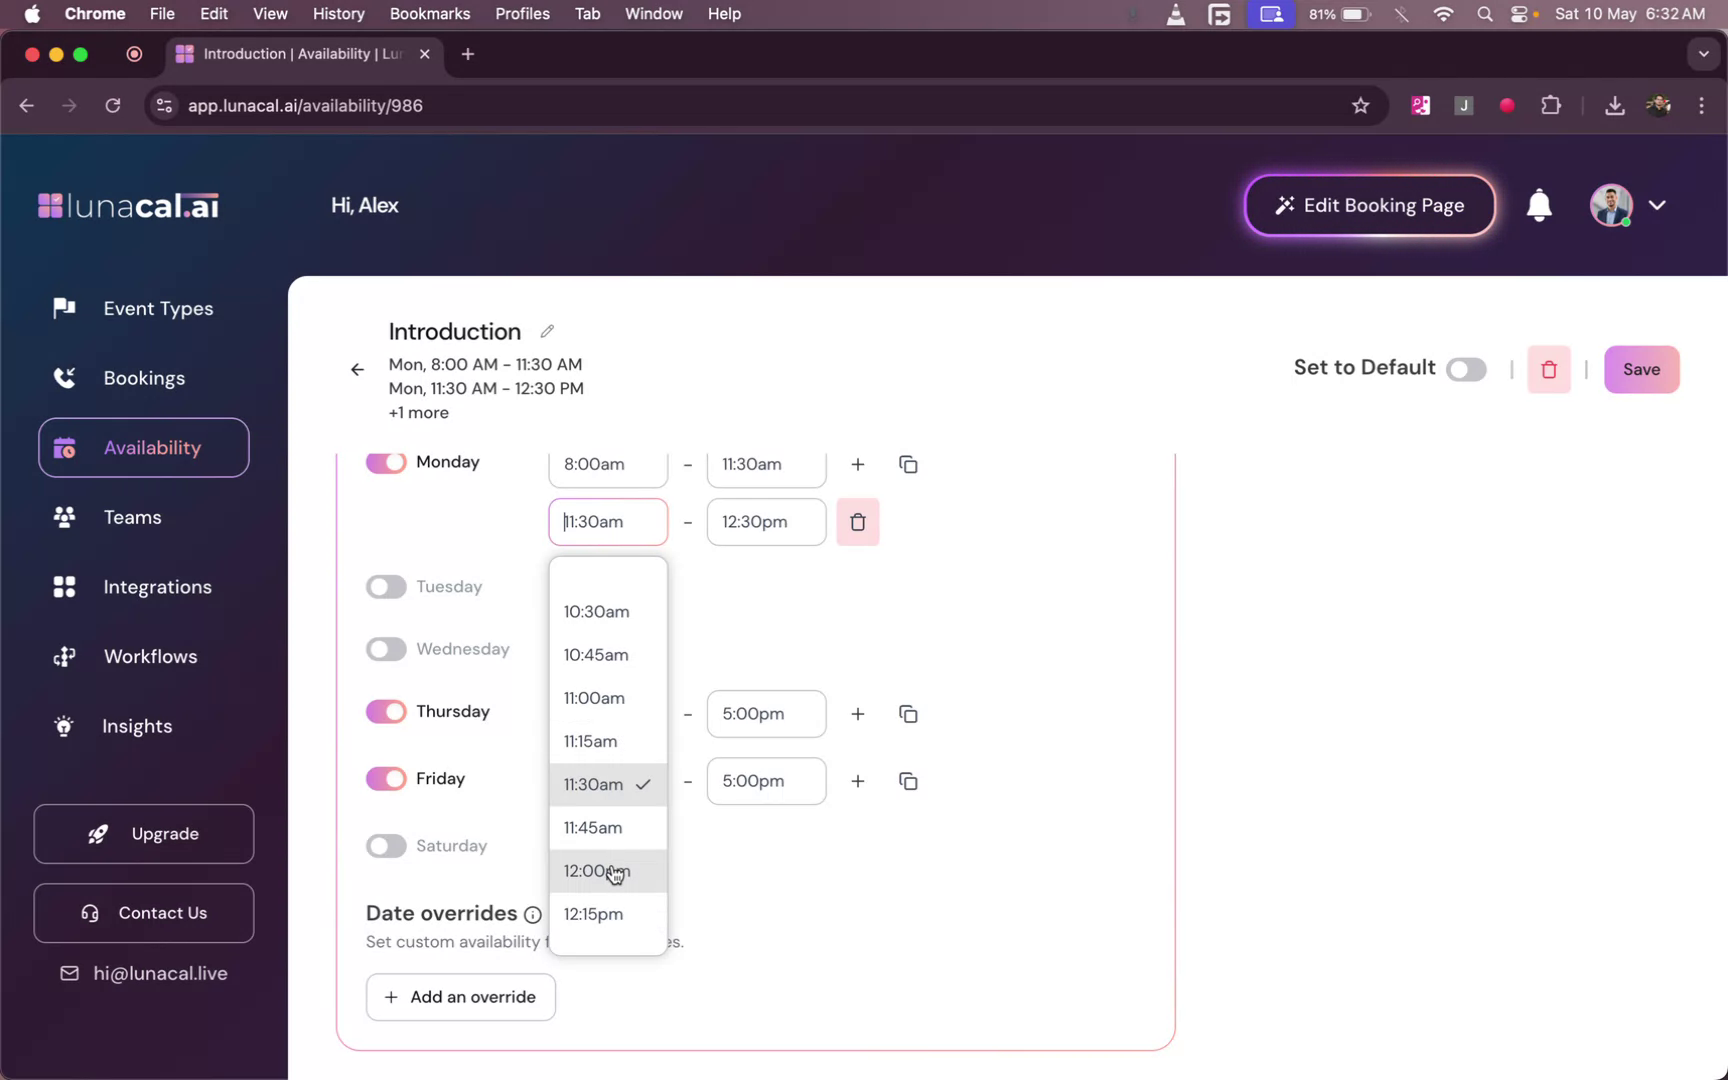 Chrome File Edit View History Bookmarks Profiles Tab Window Help 81% Sat 10 May 6:32 AM
Introduction | Availability | Lu
app.lunacal.ai/availability/986 J
lunacal.ai
Hi, Alex
Edit Booking Page
Event Types
Bookings
Availability
Teams
Integrations
Workflows
Insights
Upgrade
Contact Us
hi@lunacal.live
Introduction
Mon, 8:00 AM - 11:30 AM
Mon, 11:30 AM - 12:30 PM
+1 more
Set to Default
Save
Monday 8:00am - 11:30am
11:30am - 12:30pm
Tuesday
Wednesday
Thursday - 5:00pm
Friday - 5:00pm
Saturday
10:30am
10:45am
11:00am
11:15am
11:30am
11:45am
12:00pm
12:15pm
Date overrides
Set custom availability
+ Add an override